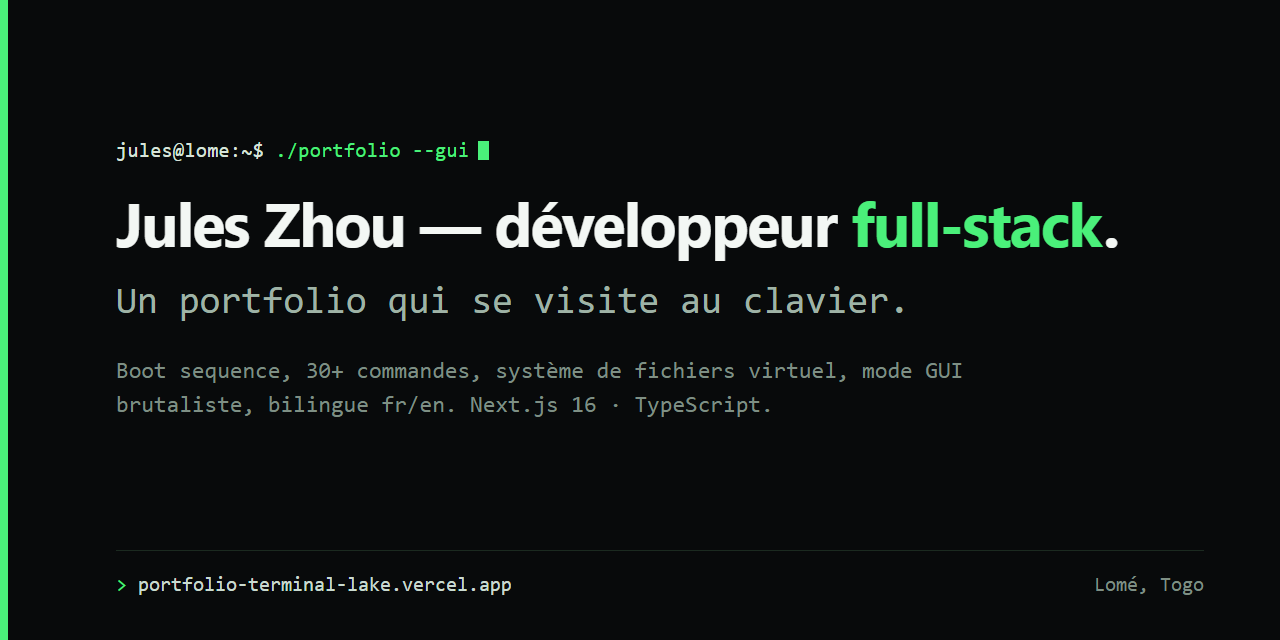 jules@lome:~$ ./portfolio --gui
Jules Zhou — développeur full-stack.
Un portfolio qui se visite au clavier.
Boot sequence, 30+ commandes, système de fichiers virtuel, mode GUI
brutaliste, bilingue fr/en. Next.js 16 · TypeScript.
> portfolio-terminal-lake.vercel.app
Lomé, Togo